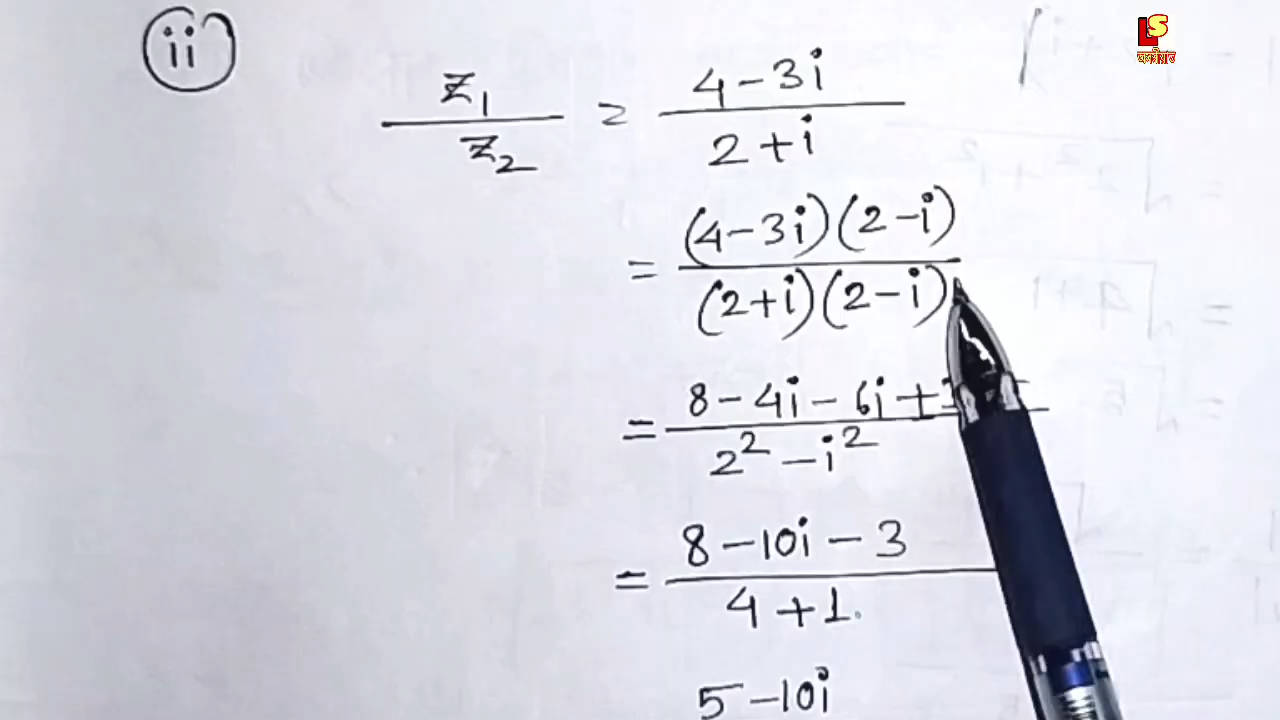 ii
z₁/z₂ = (4-3i)/(2+i)
= (4-3i)(2-i)/(2+i)(2-i)
= (8-4i-6i+)/(2²-i²)
= (8-10i-3)/(4+1.)
5-10i
LS